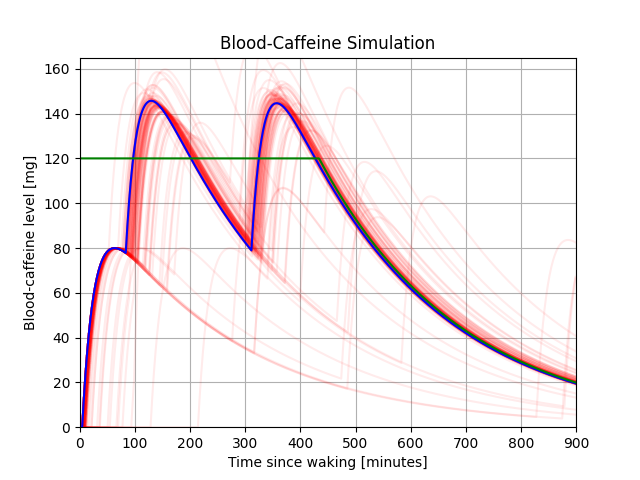 Blood-Caffeine Simulation
160
140
120
100
80
60
40
20
0
Blood-caffeine level [mg]
0 100 200 300 400 500 600 700 800 900
Time since waking [minutes]